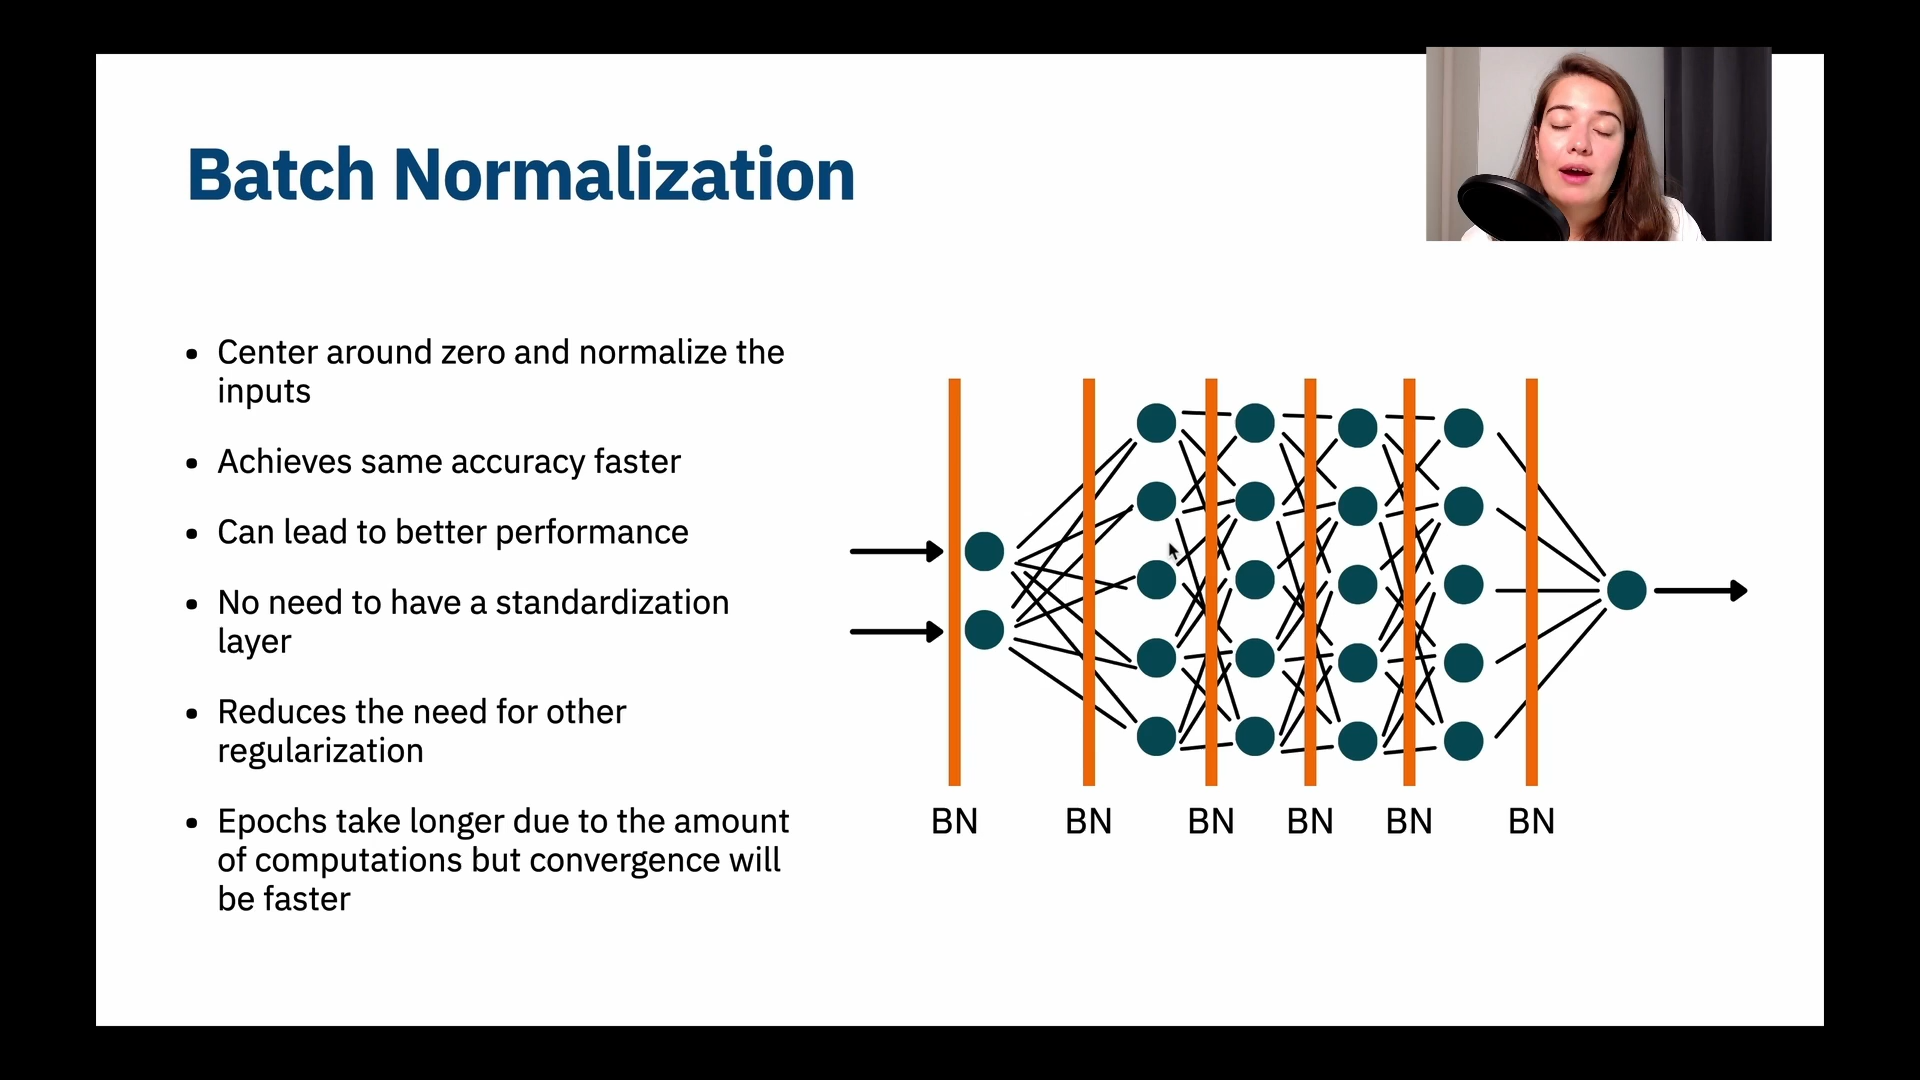 Batch Normalization
• Center around zero and normalize the
inputs
• Achieves same accuracy faster
• Can lead to better performance
• No need to have a standardization
layer
• Reduces the need for other
regularization
• Epochs take longer due to the amount
of computations but convergence will
be faster
BN BN BN BN BN BN